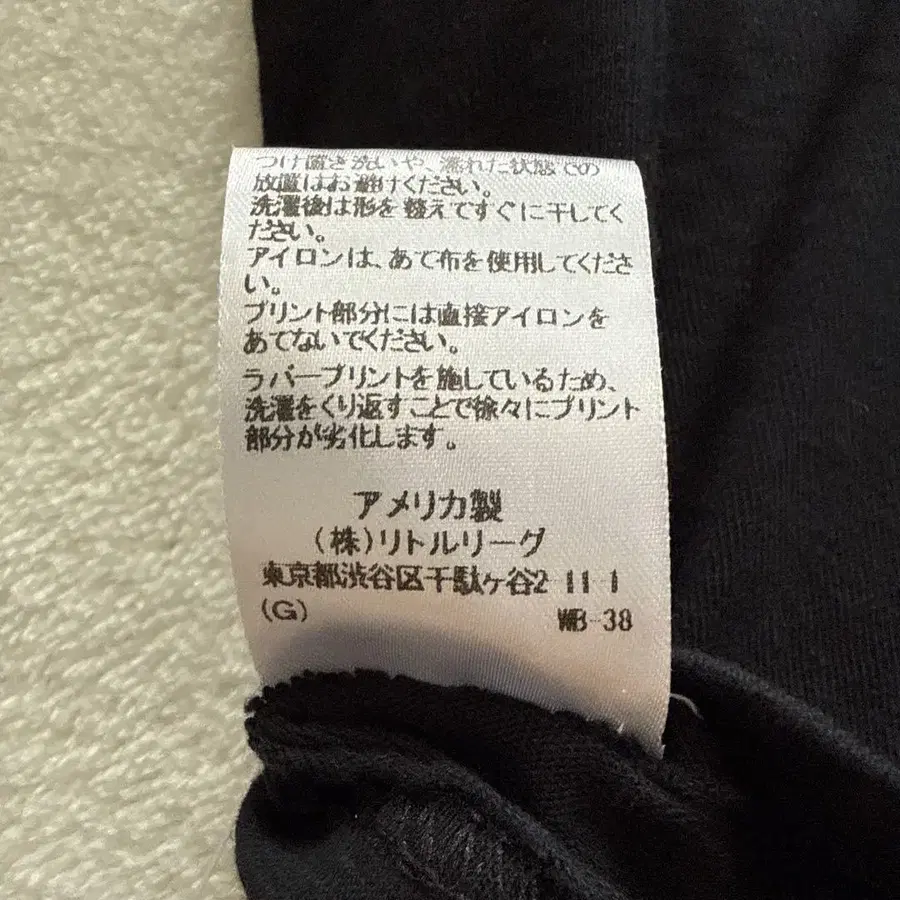 つけ置き洗いや、濡れた状態での
放置はお避けください。
洗濯後は形を整えてすぐに干してく
ださい。
アイロンは、あて布を使用してくださ
い。
プリント部分には直接アイロンを
あてないでください。
ラバープリントを施しているため、
洗濯をくり返すことで徐々にプリント
部分が劣化します。
アメリカ製
(株)リトルリーグ
東京都渋谷区千駄ヶ谷2 11 1
(G) WB-38